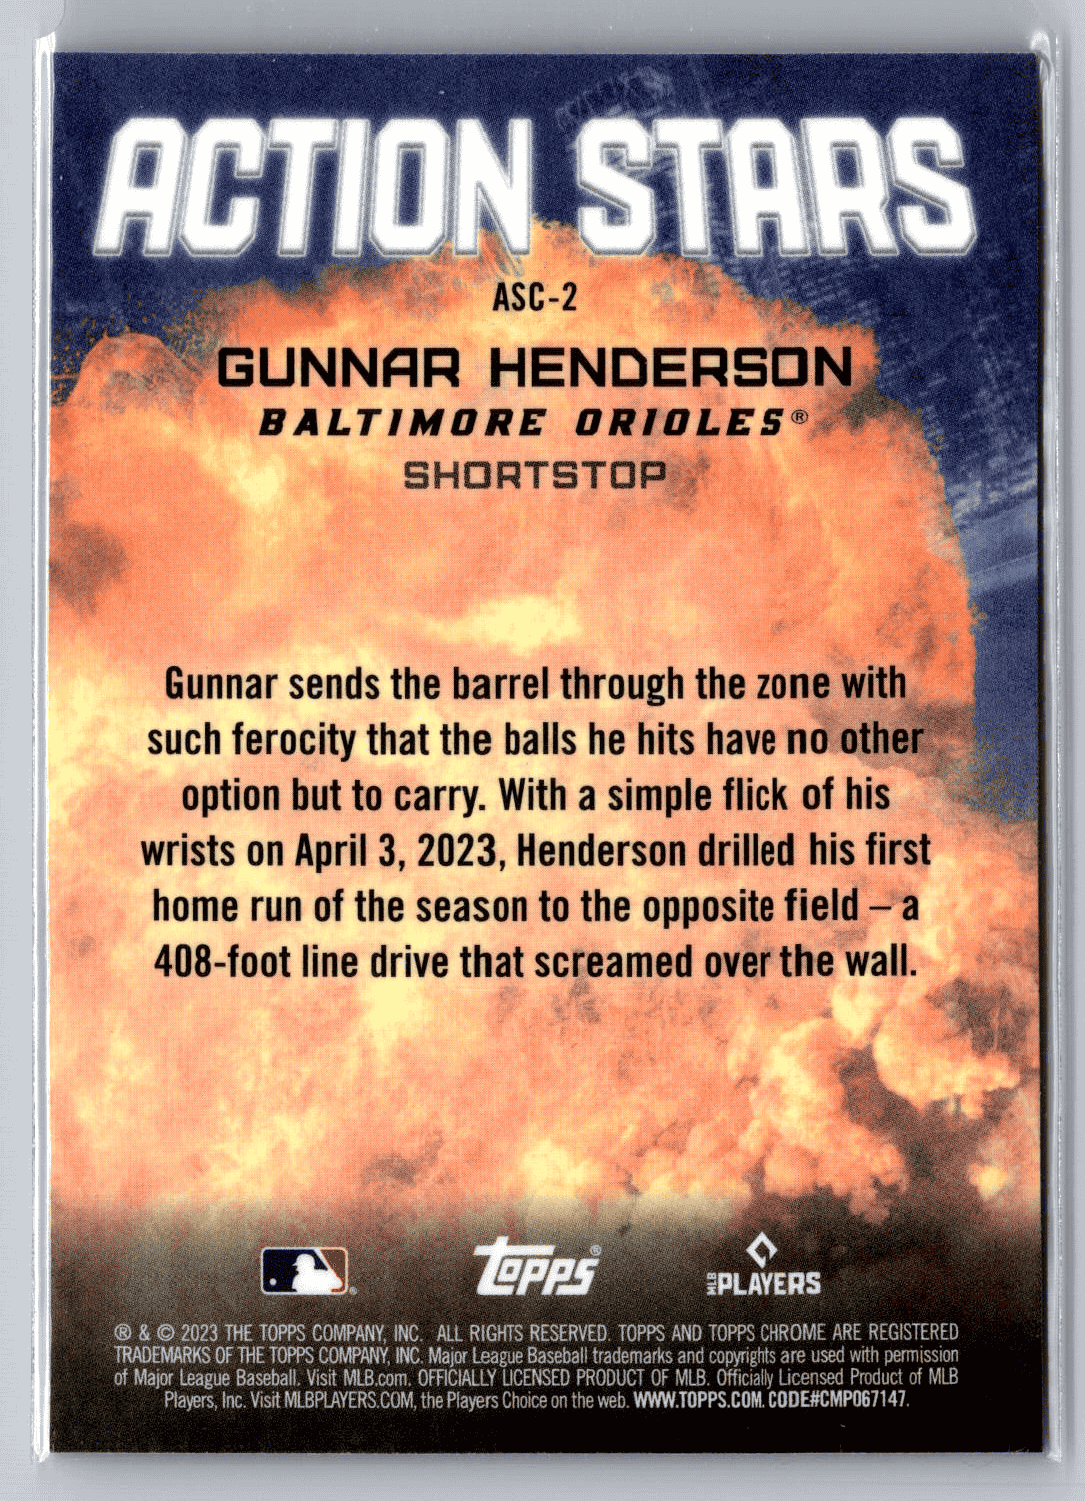 ACTION STARS
ASC-2
GUNNAR HENDERSON
BALTIMORE ORIOLES®
SHORTSTOP
Gunnar sends the barrel through the zone with
such ferocity that the balls he hits have no other
option but to carry. With a simple flick of his
wrists on April 3, 2023, Henderson drilled his first
home run of the season to the opposite field – a
408-foot line drive that screamed over the wall.
® topps® MLB PLAYERS
® & © 2023 THE TOPPS COMPANY, INC. ALL RIGHTS RESERVED. TOPPS AND TOPPS CHROME ARE REGISTERED
TRADEMARKS OF THE TOPPS COMPANY, INC. Major League Baseball trademarks and copyrights are used with permission
of Major League Baseball. Visit MLB.com. OFFICIALLY LICENSED PRODUCT OF MLB. Officially Licensed Product of MLB
Players, Inc. Visit MLBPLAYERS.COM, the Players Choice on the web. WWW.TOPPS.COM. CODE#CMP067147.